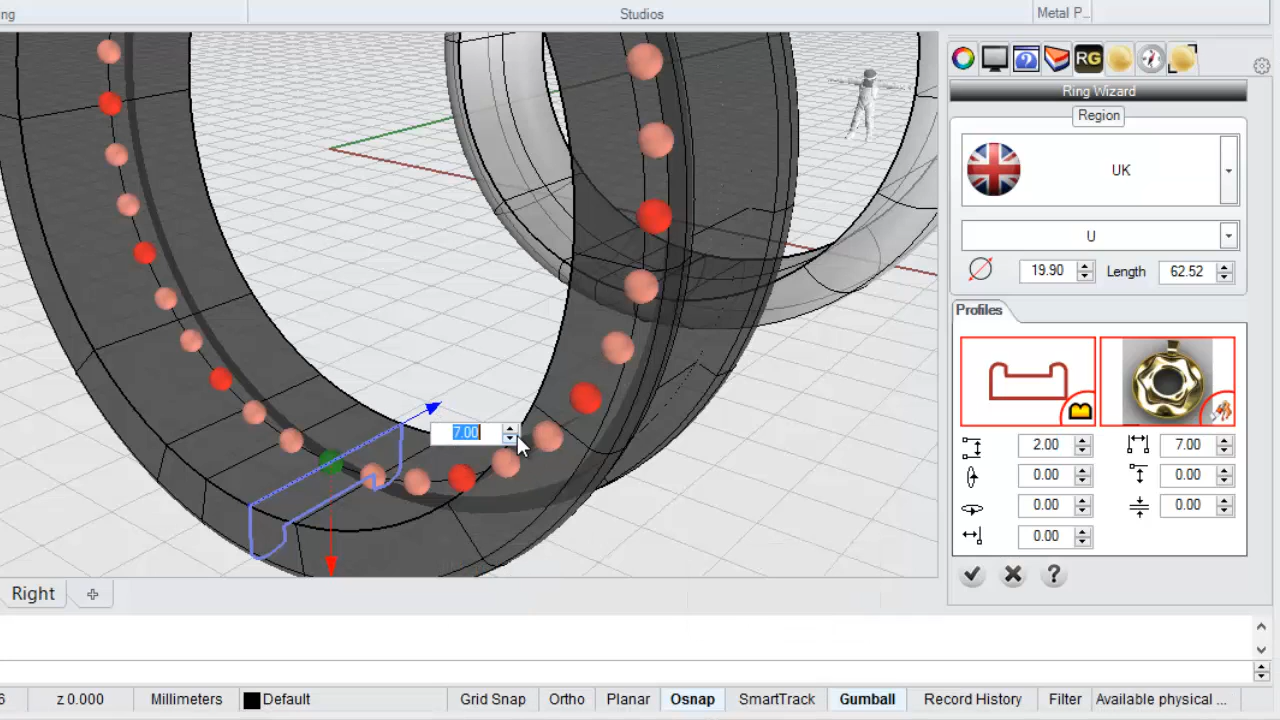 ng
Studios
Metal P...
RG
Ring Wizard
Region
UK
U
19.90
Length
62.52
Profiles
7.00
2.00
7.00
0.00
0.00
0.00
0.00
0.00
Right
6
z 0.000
Millimeters
Default
Grid Snap
Ortho
Planar
Osnap
SmartTrack
Gumball
Record History
Filter
Available physical ...